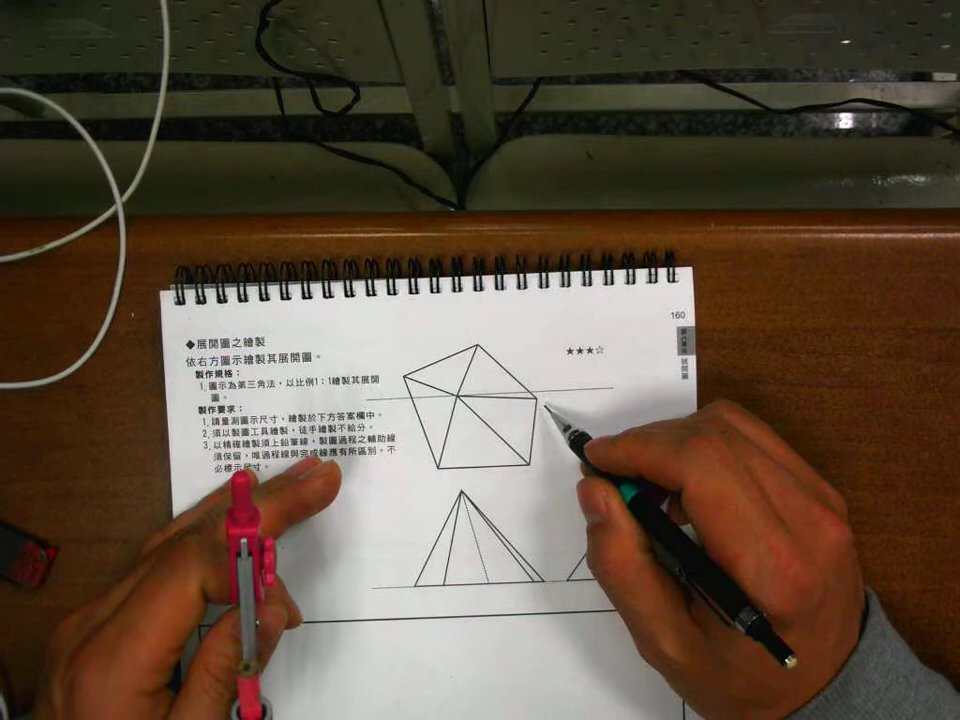 160
◆展開圖之繪製
★★★☆
依右方圖示繪製其展開圖。
製作規格：
1. 圖示為第三角法，以比例1：1繪製其展開
圖。
製作要求：
1. 請量測圖示尺寸，繪製於下方答案欄中。
2. 須以製圖工具繪製，徒手繪製不給分。
3. 以精確繪製須上鉛筆線，製圖過程之輔助線
須保留，唯過程線與完成線應有所區別。不
必標示尺寸。
展開圖